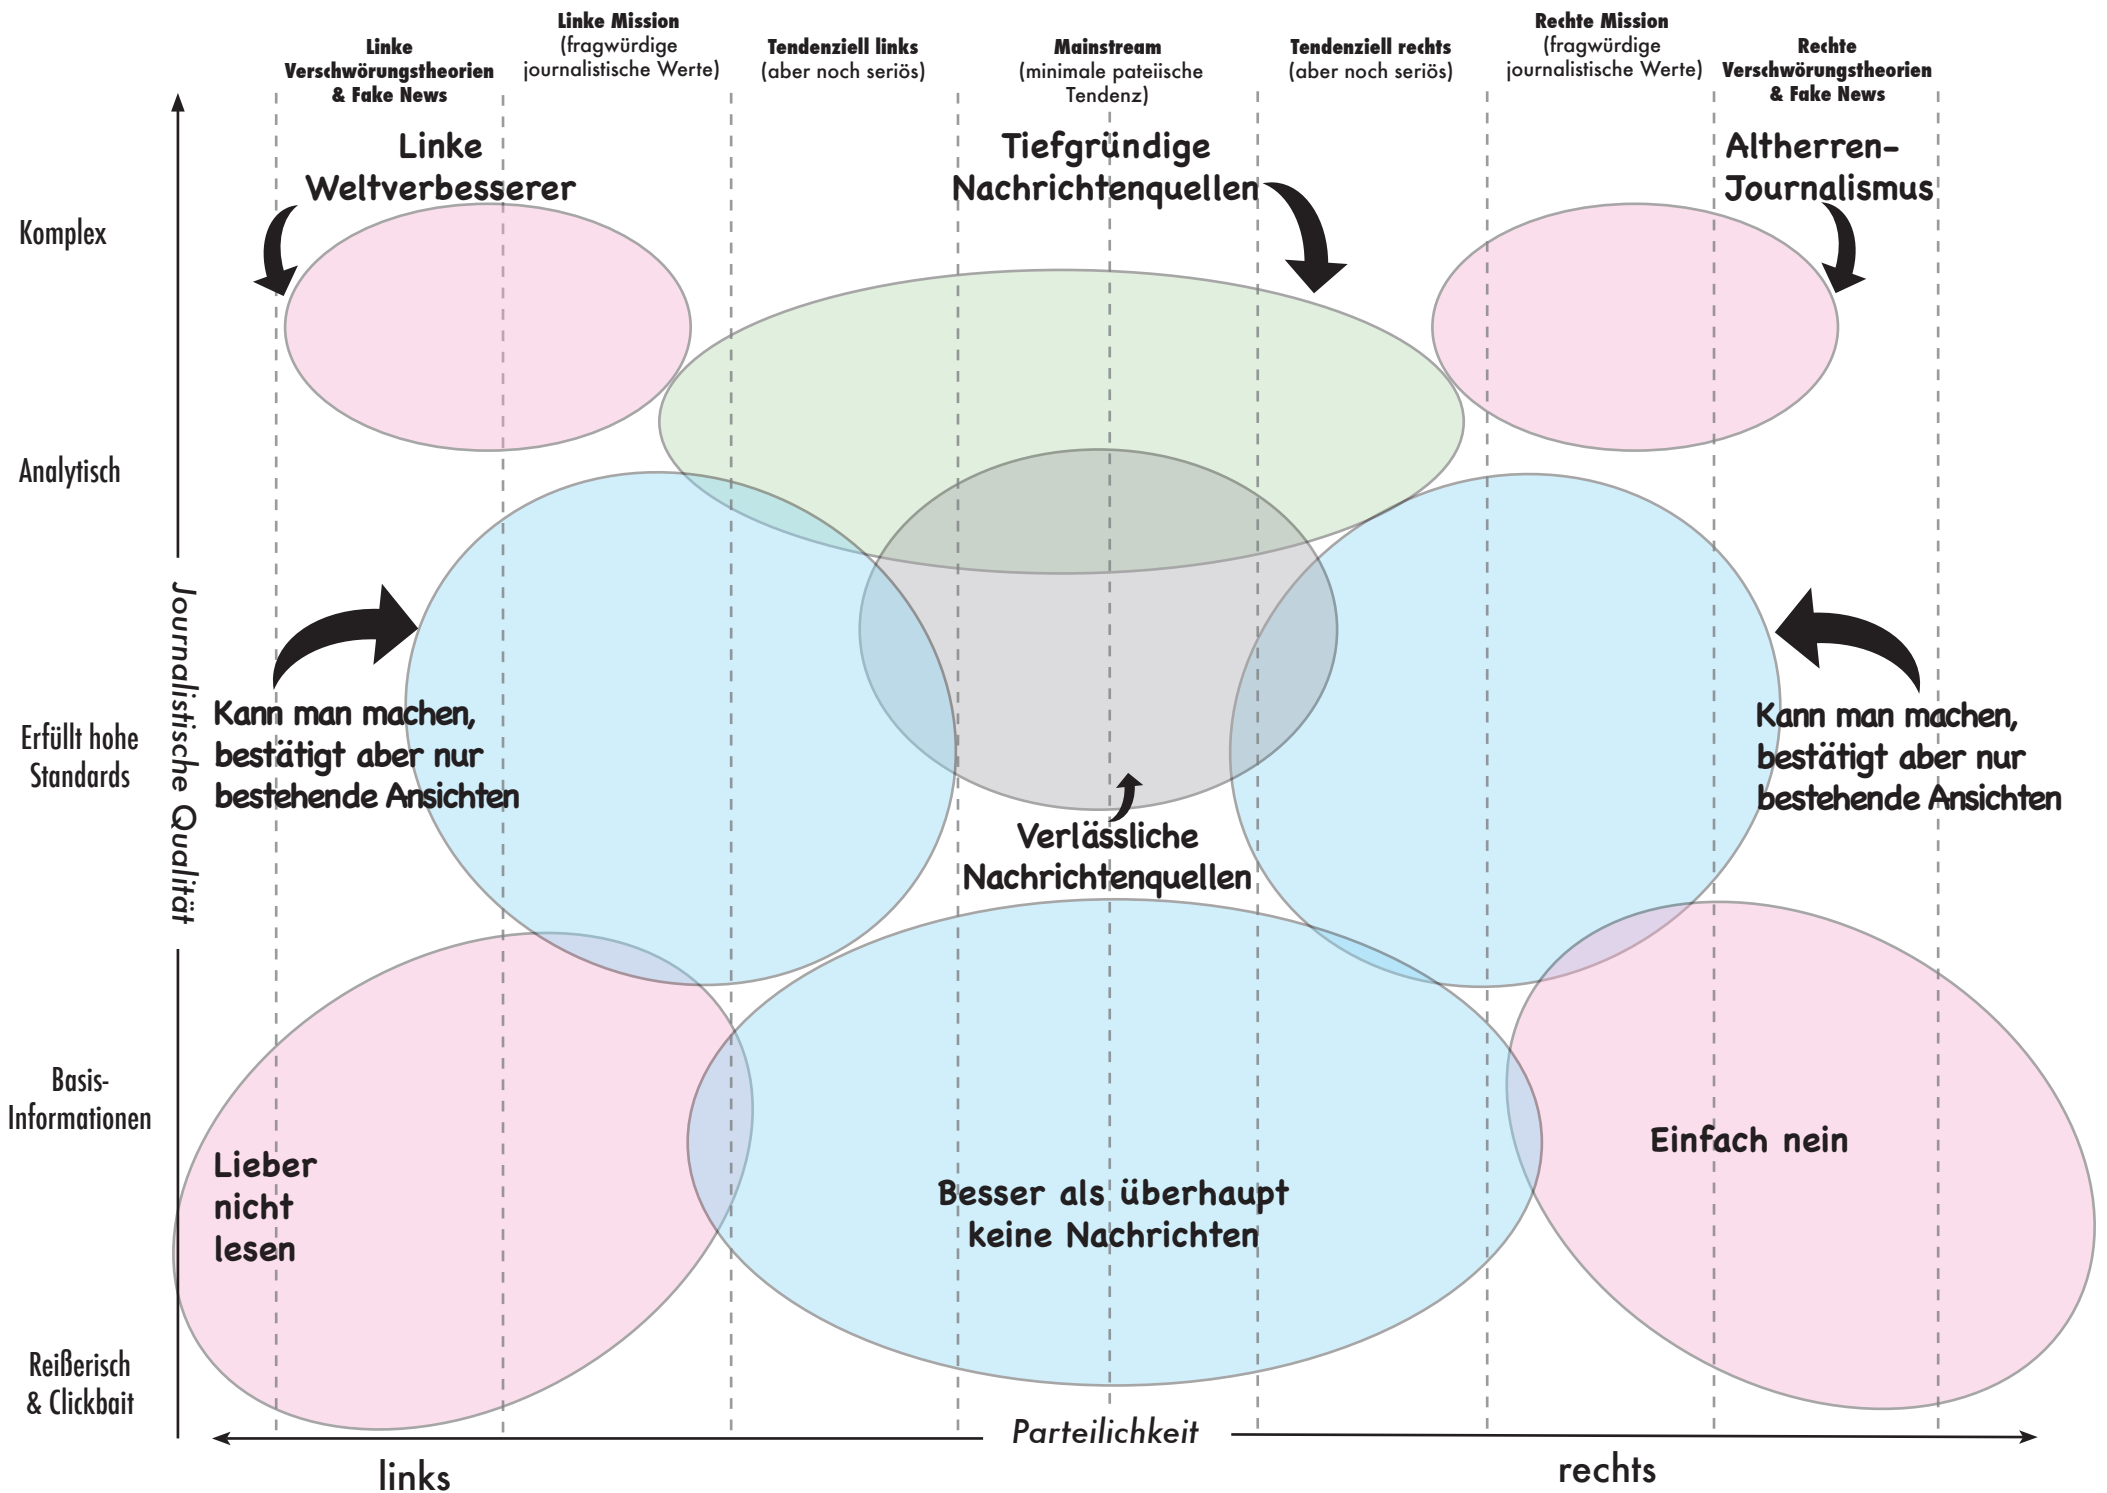 Linke
Verschwörungstheorien
& Fake News
Linke Mission
(fragwürdige
journalistische Werte)
Tendenziell links
(aber noch seriös)
Mainstream
(minimale pateiische
Tendenz)
Tendenziell rechts
(aber noch seriös)
Rechte Mission
(fragwürdige
journalistische Werte)
Rechte
Verschwörungstheorien
& Fake News
Linke
Weltverbesserer
Tiefgründige
Nachrichtenquellen
Altherren-
Journalismus
Komplex
Analytisch
Erfüllt hohe
Standards
Basis-
Informationen
Reißerisch
& Clickbait
Journalistische Qualität
Kann man machen,
bestätigt aber nur
bestehende Ansichten
Verlässliche
Nachrichtenquellen
Kann man machen,
bestätigt aber nur
bestehende Ansichten
Lieber
nicht
lesen
Besser als überhaupt
keine Nachrichten
Einfach nein
Parteilichkeit
links
rechts